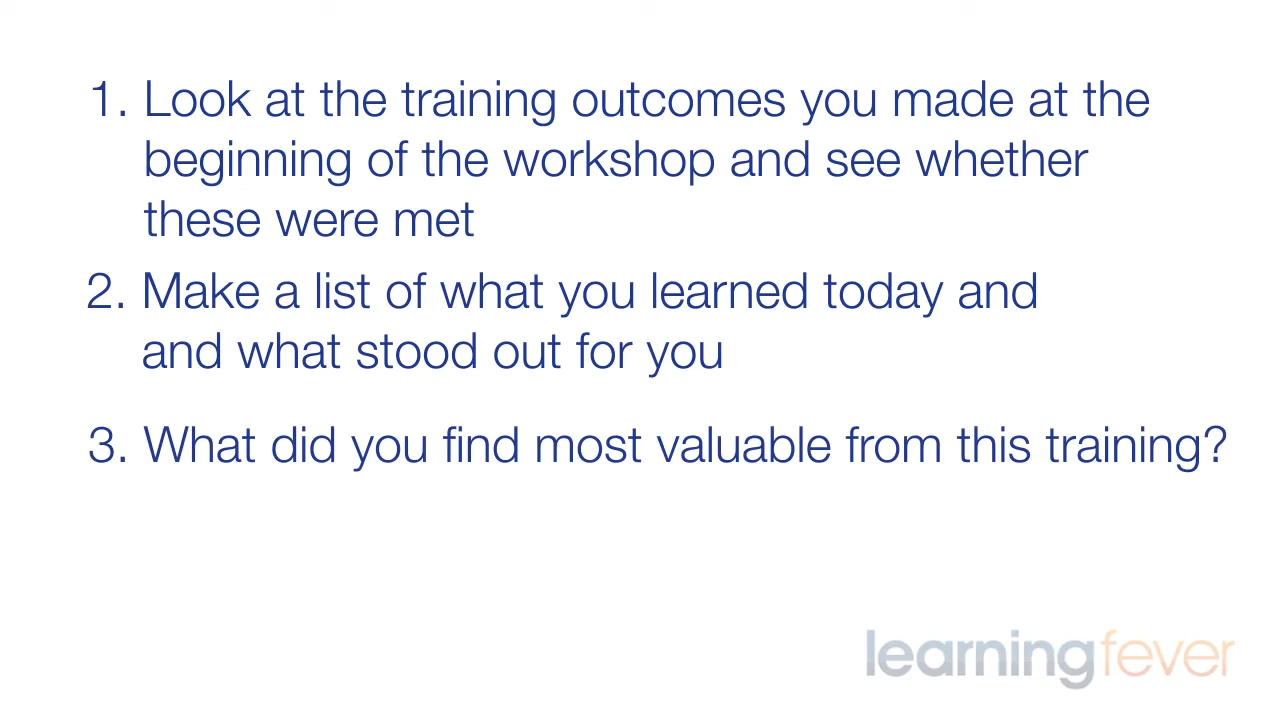 1. Look at the training outcomes you made at the
beginning of the workshop and see whether
these were met
2. Make a list of what you learned today and
and what stood out for you
3. What did you find most valuable from this training?
learningfever